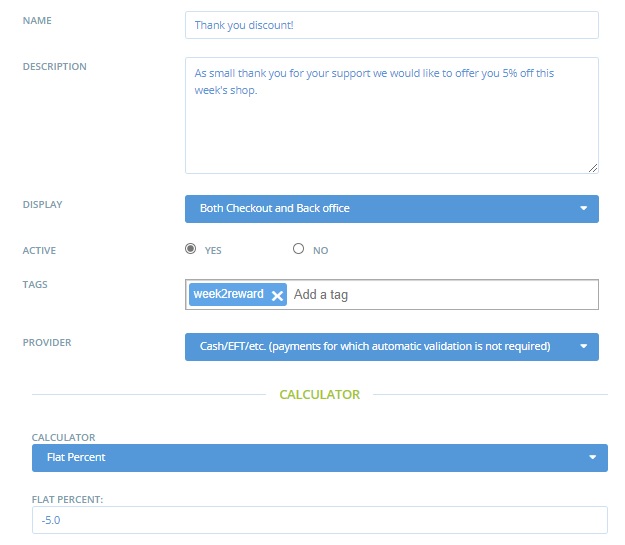 NAME
Thank you discount!
DESCRIPTION
As small thank you for your support we would like to offer you 5% off this
week's shop.
DISPLAY
Both Checkout and Back office
ACTIVE
YES
NO
TAGS
week2reward
Add a tag
PROVIDER
Cash/EFT/etc. (payments for which automatic validation is not required)
CALCULATOR
CALCULATOR
Flat Percent
FLAT PERCENT:
-5.0